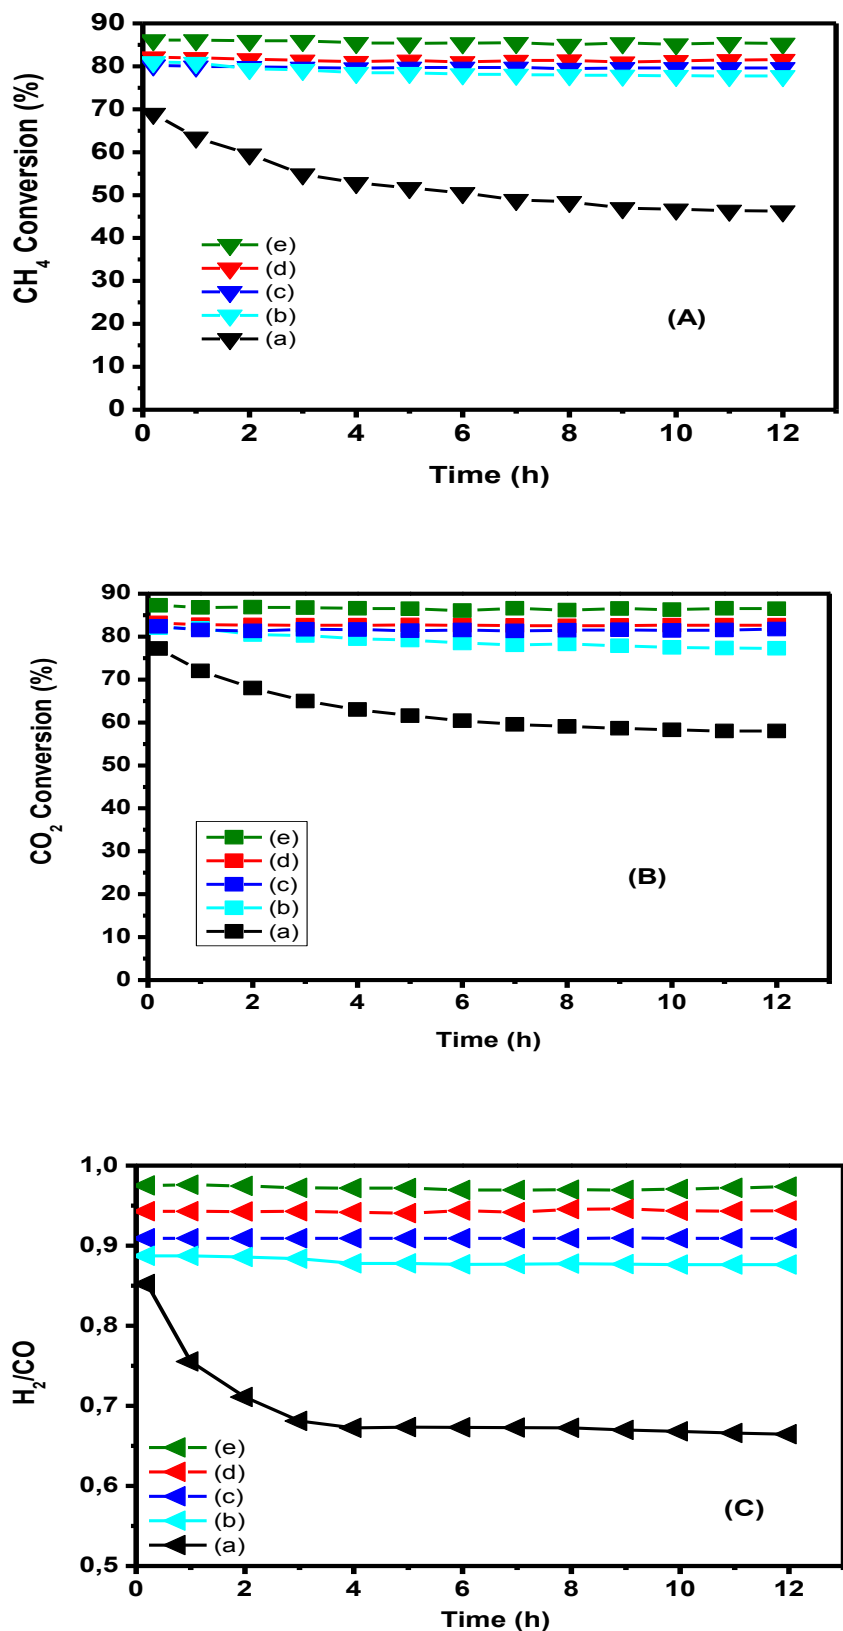 90
80
70
60
50
40
30
20
10
0
CH4 Conversion (%)
(e)
(d)
(c)
(b)
(a)
(A)
0 2 4 6 8 10 12
Time (h)
90
80
70
60
50
40
30
20
10
0
CO2 Conversion (%)
(e)
(d)
(c)
(b)
(a)
(B)
0 2 4 6 8 10 12
Time (h)
1,0
0,9
0,8
0,7
0,6
0,5
H2/CO
(e)
(d)
(c)
(b)
(a)
(C)
0 2 4 6 8 10 12
Time (h)